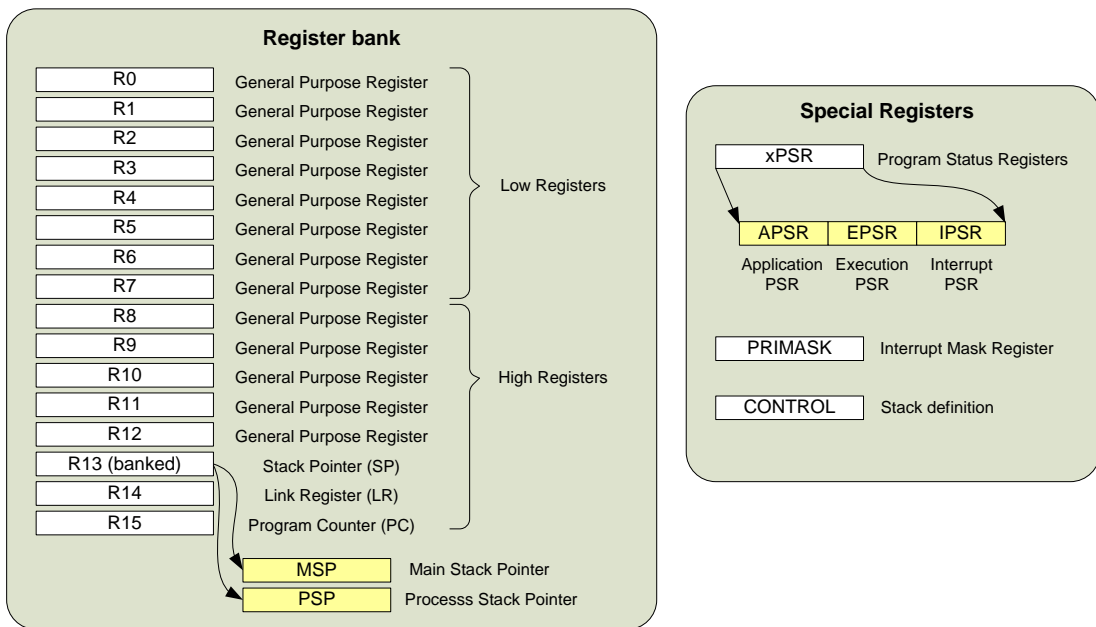 Register bank
R0 General Purpose Register
R1 General Purpose Register
R2 General Purpose Register
R3 General Purpose Register
R4 General Purpose Register
R5 General Purpose Register
R6 General Purpose Register
R7 General Purpose Register
Low Registers
R8 General Purpose Register
R9 General Purpose Register
R10 General Purpose Register
R11 General Purpose Register
R12 General Purpose Register
R13 (banked) Stack Pointer (SP)
R14 Link Register (LR)
R15 Program Counter (PC)
High Registers
MSP Main Stack Pointer
PSP Processs Stack Pointer
Special Registers
xPSR Program Status Registers
APSR EPSR IPSR
Application Execution Interrupt
PSR PSR PSR
PRIMASK Interrupt Mask Register
CONTROL Stack definition